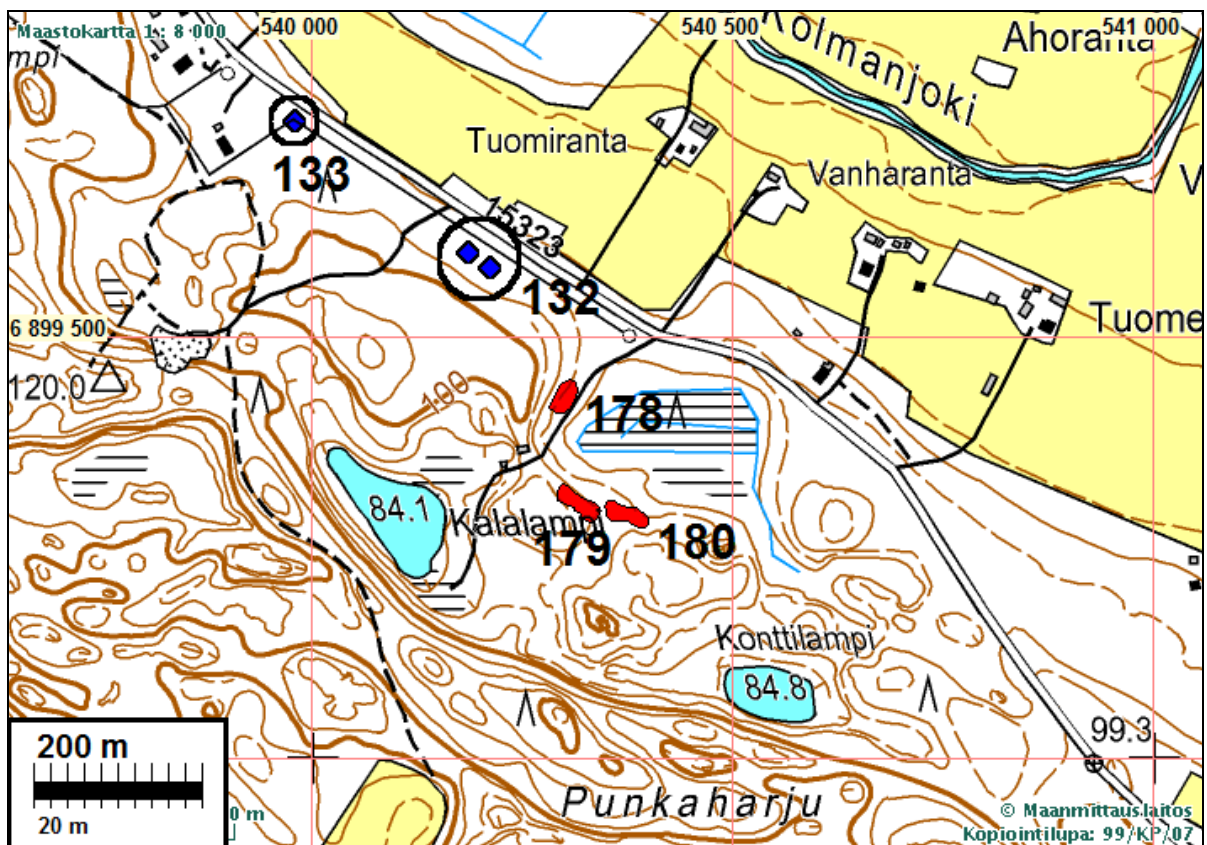 Maastokartta 1 : 8 000
540 000
540 500
541 000
mpi
Kolmanjoki
Ahoranta
133
Tuomiranta
Vanharanta
V
15323
132
6 899 500
Tuome
120.0
100
178
84.1
Kalalampi
179
180
Konttilampi
84.8
99.3
200 m
20 m
0 m
Punkaharju
© Maanmittauslaitos
Kopiointilupa: 99/KP/07